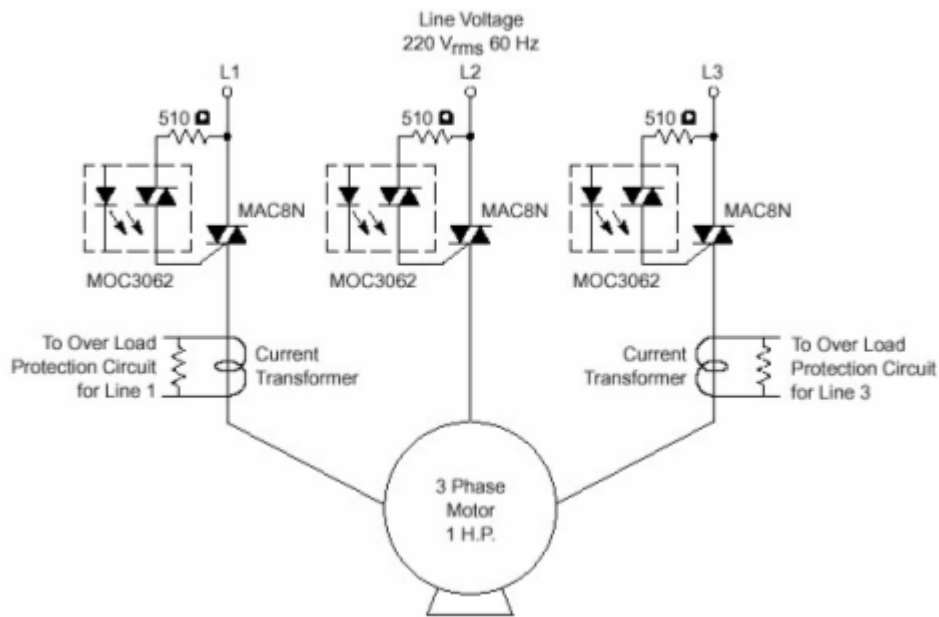 Line Voltage
220 Vrms 60 Hz
L1
L2
L3
510
510
510
MAC8N
MAC8N
MAC8N
MOC3062
MOC3062
MOC3062
To Over Load
Protection Circuit
for Line 1
Current
Transformer
Current
Transformer
To Over Load
Protection Circuit
for Line 3
3 Phase
Motor
1 H.P.